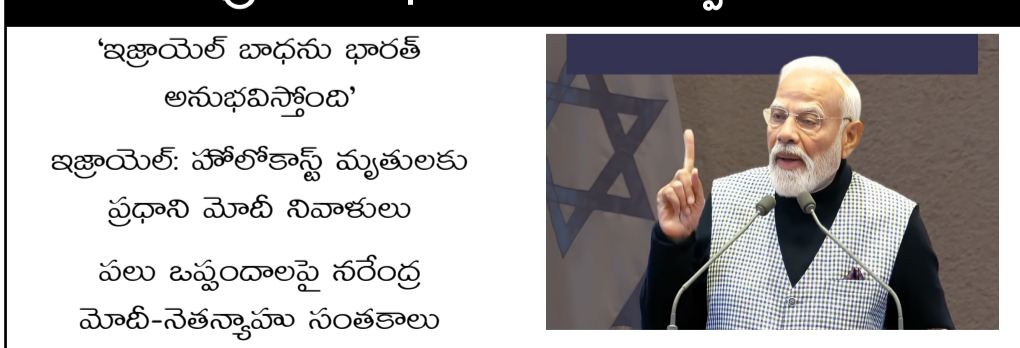 ‘ఇజ్రాయెల్ బాధను భారత్
అనుభవిస్తోంది’
ఇజ్రాయెల్: హోలోకాస్ట్ మృతులకు
ప్రధాని మోదీ నివాళులు
పలు ఒప్పందాలపై నరేంద్ర
మోదీ-నెతన్యాహు సంతకాలు